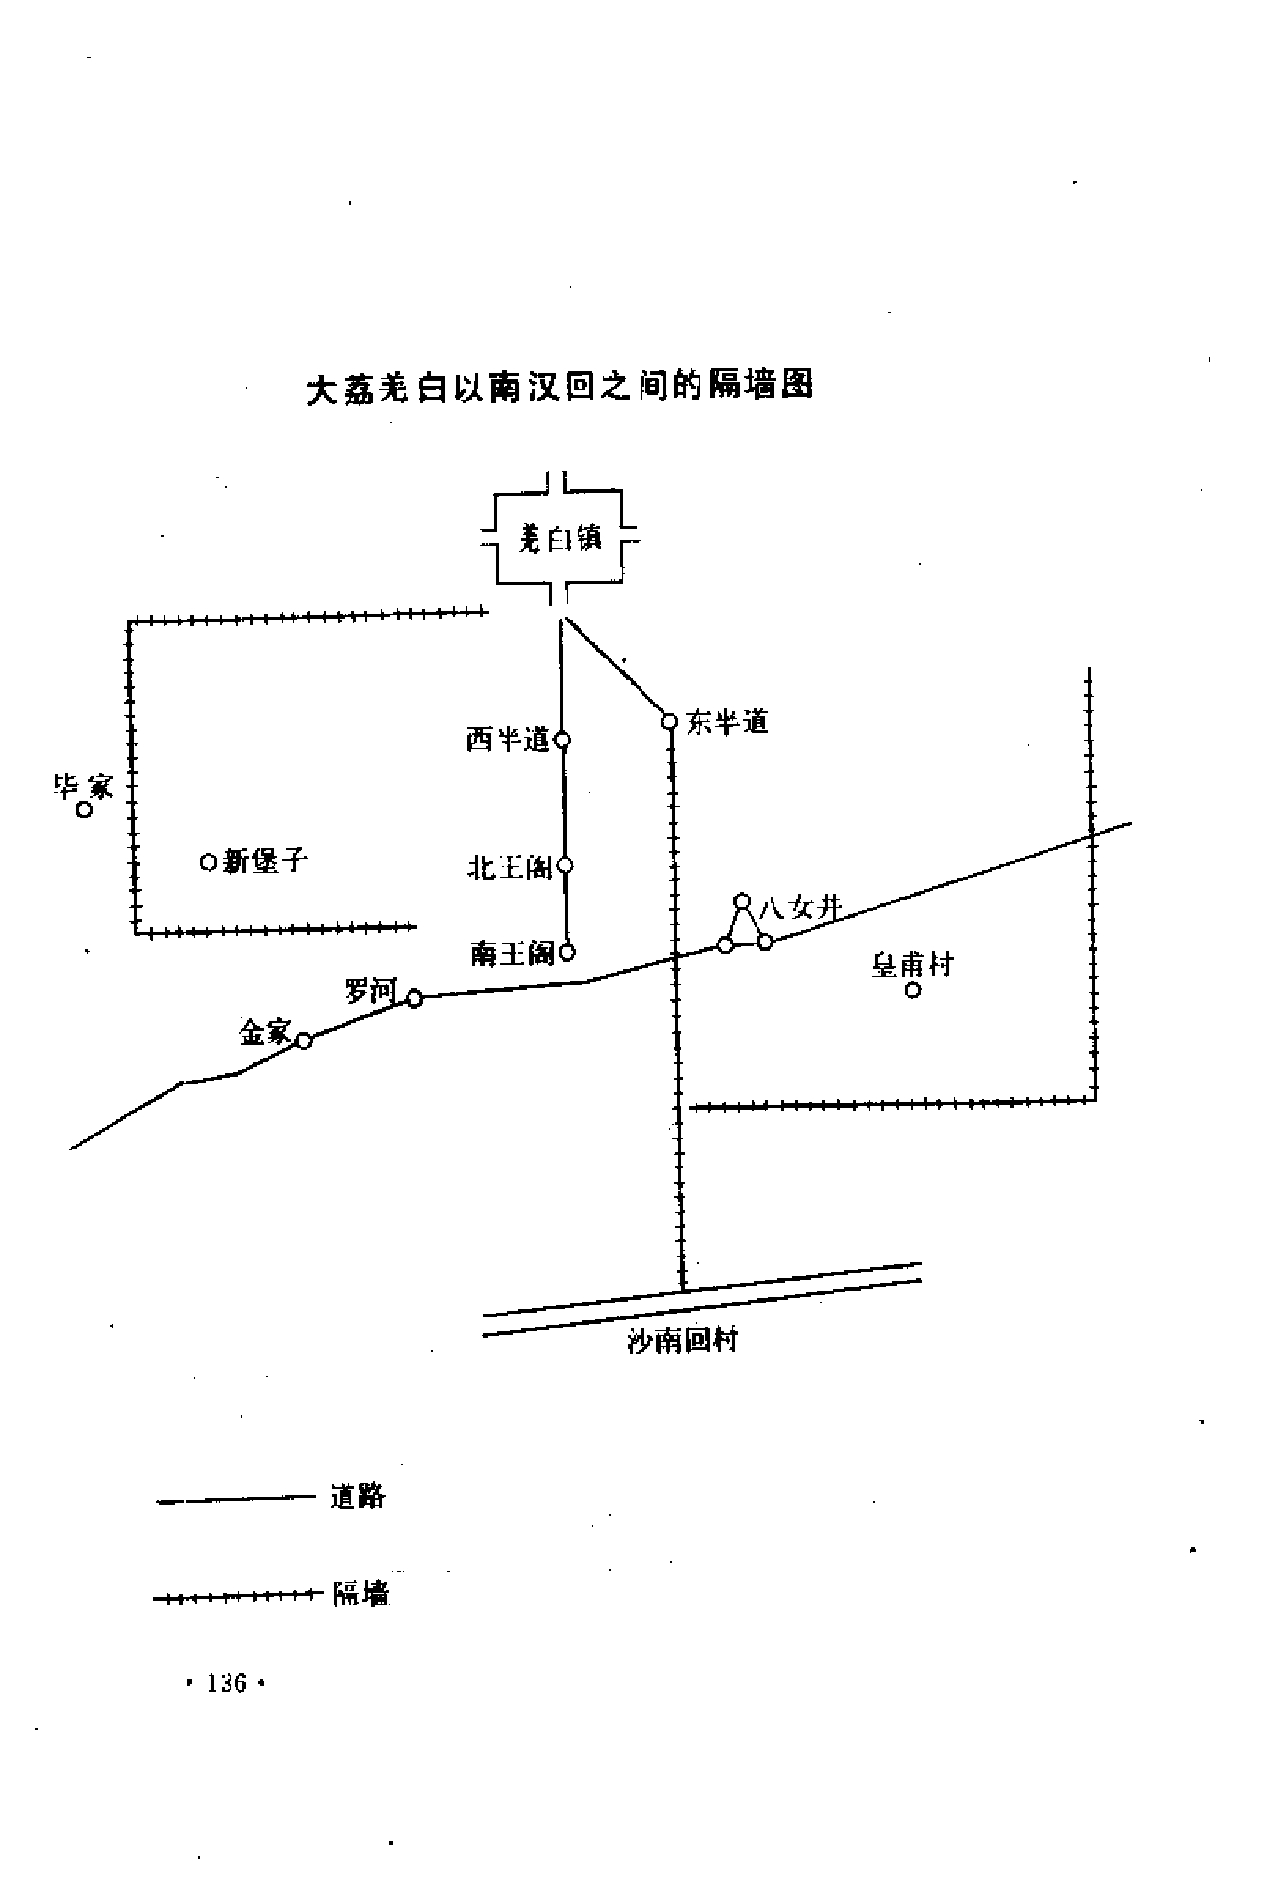 大荔羌白以南汉回之间的隔墙图
羌白镇
东半道
西半道
毕家
新堡子
北王阁
八女井
南王阁
皇甫村
罗河
金家
沙南回村
道路
隔墙
· 136 ·